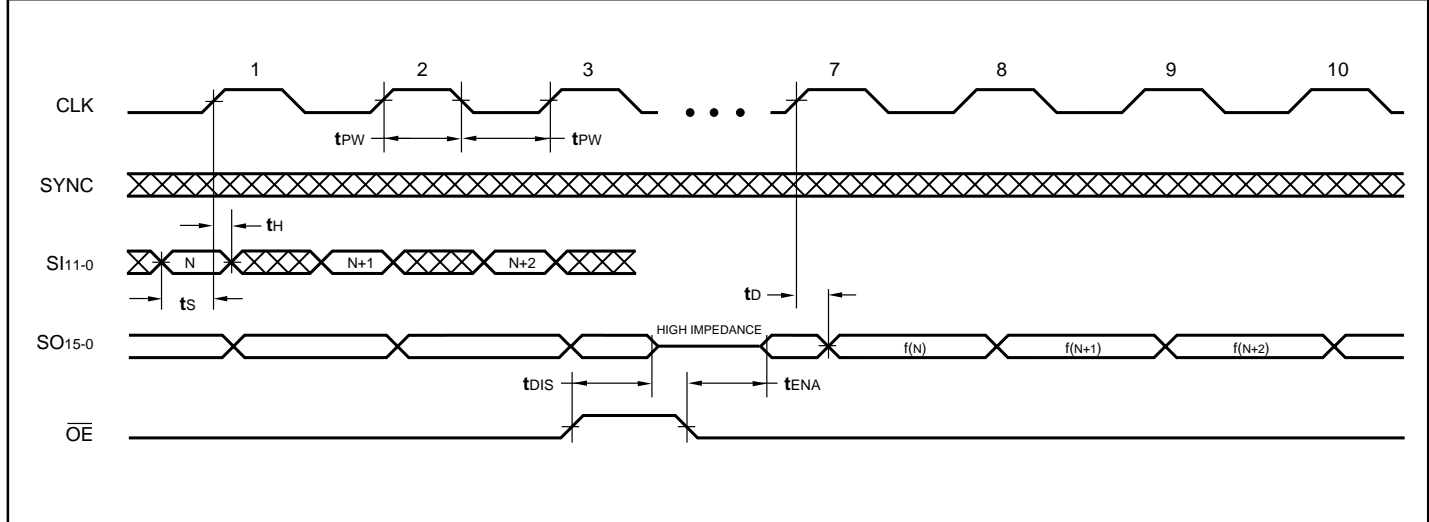 1 2 3 7 8 9 10
CLK
tPW tPW
SYNC
tH
SI11-0 N N+1 N+2
tS tD
HIGH IMPEDANCE
SO15-0 f(N) f(N+1) f(N+2)
tDIS tENA
OE